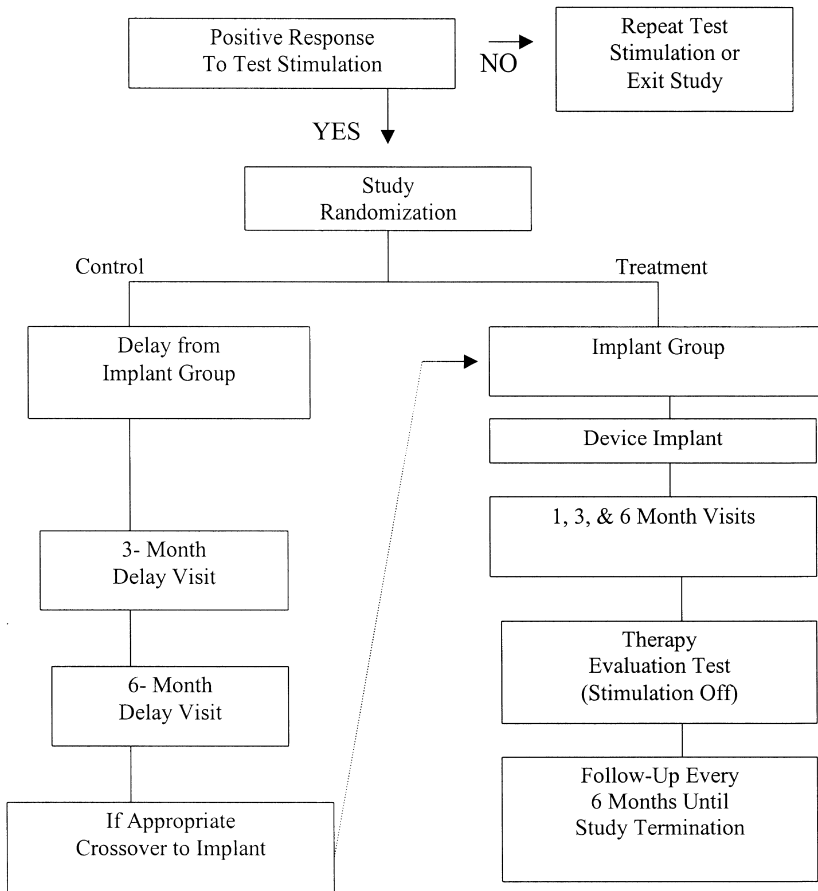 Positive Response
To Test Stimulation
NO
Repeat Test
Stimulation or
Exit Study
YES
Study
Randomization
Control
Treatment
Delay from
Implant Group
Implant Group
Device Implant
1, 3, & 6 Month Visits
3- Month
Delay Visit
Therapy
Evaluation Test
(Stimulation Off)
6- Month
Delay Visit
Follow-Up Every
6 Months Until
Study Termination
If Appropriate
Crossover to Implant